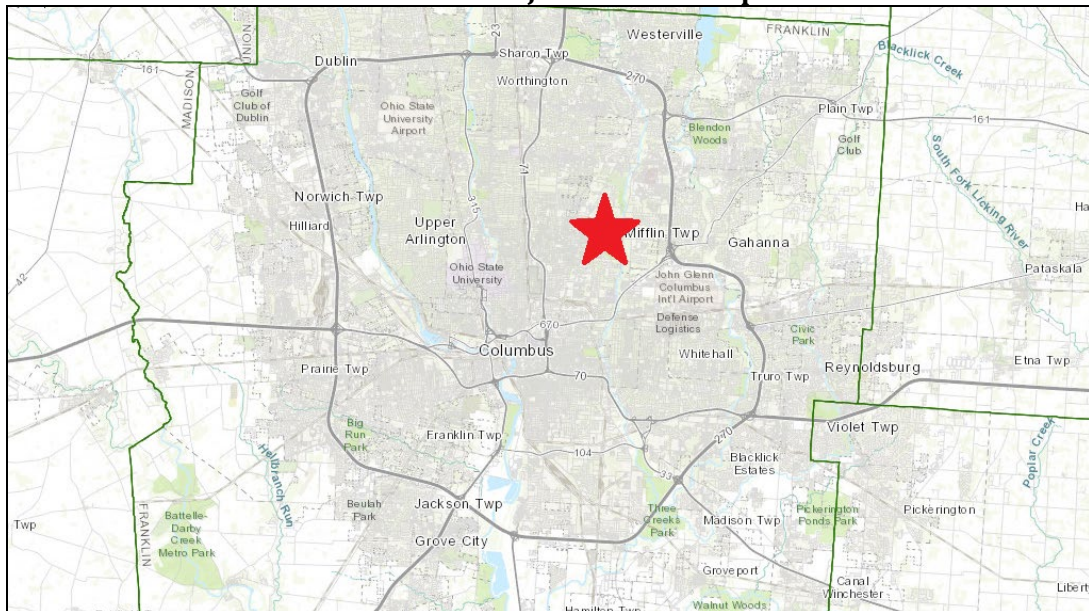 Westerville
FRANKLIN
UNION
23
Sharon Twp
Blacklick Creek
161
Dublin
Worthington
270
MADISON
Golf
Club of
Dublin
Ohio State
University
Airport
Plain Twp
161
Blendon
Woods
Golf
Club
71
South Fork Licking River
Norwich Twp
315
Hilliard
Upper
Arlington
Mifflin Twp
Gahanna
Ha
Ohio State
University
John Glenn
Columbus
Int'l Airport
Pataskala
42
Defense
Logistics
670
Civic
Park
Columbus
Whitehall
Etna Twp
Prairie Twp
70
Truro Twp
Reynoldsburg
Big
Run
Park
Franklin Twp
270
Violet Twp
104
Blacklick
Estates
33
Hellbranch Run
Poplar Creek
Beulah
Park
Jackson Twp
Three
Creeks
Park
Madison Twp
Pickerington
Ponds Park
Pickerington
Twp
FRANKLIN
Battelle-
Darby
Creek
Metro Park
Grove City
Groveport
Canal
Winchester
Liberty
Hamilton Twp
Walnut Woods